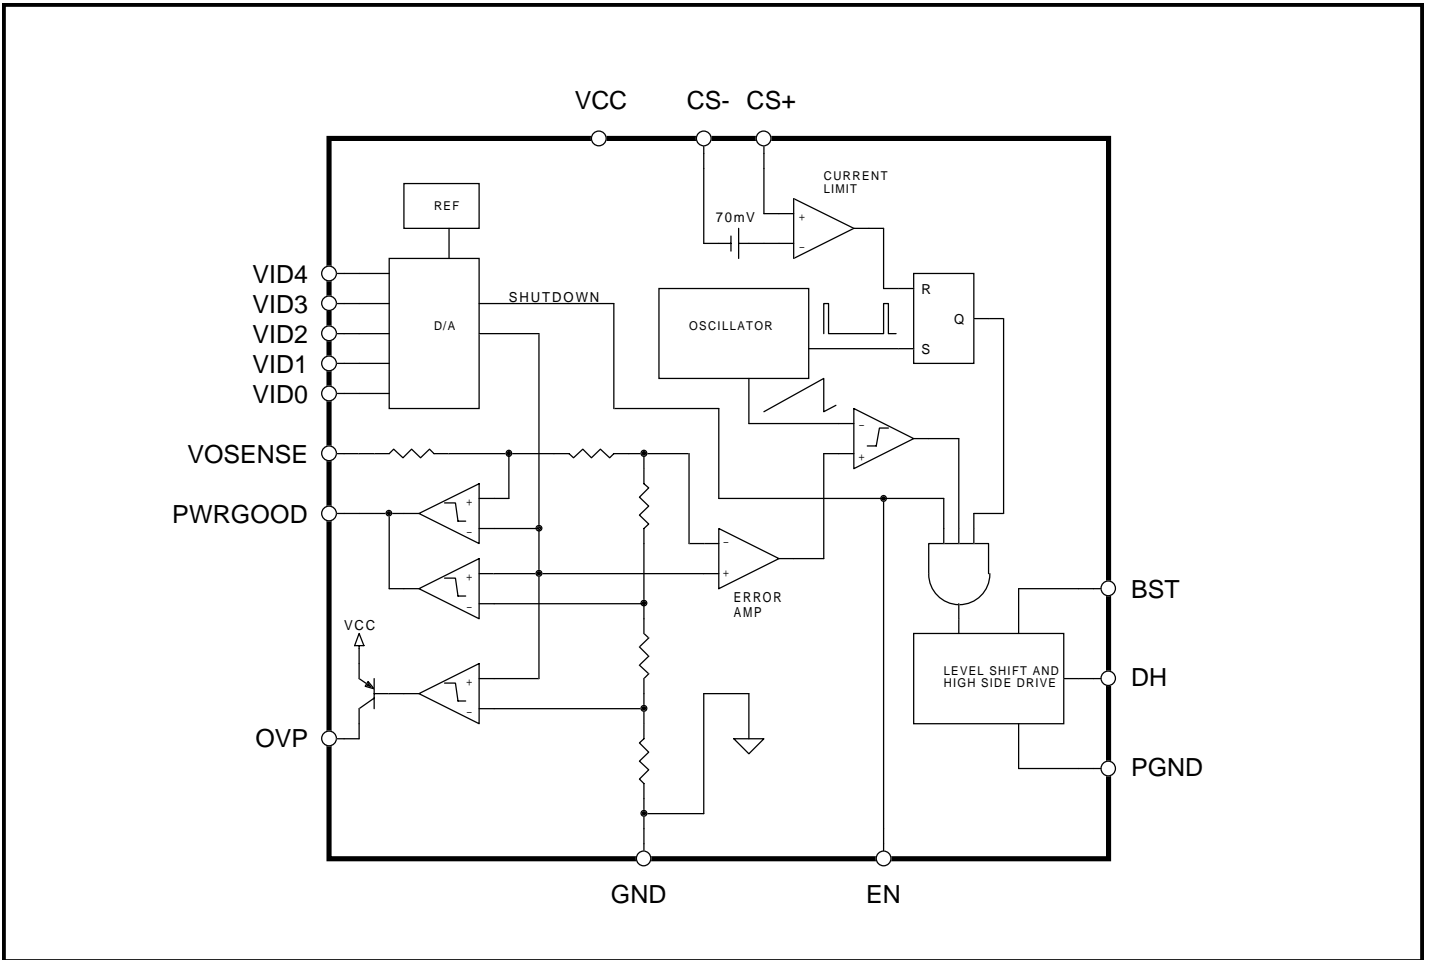 VCC CS- CS+
CURRENT
LIMIT
70mV
+
−
REF
VID4
VID3
VID2
VID1
VID0
D/A
SHUTDOWN
OSCILLATOR
R
Q
S
−
+
VOSENSE
PWRGOOD
+
−
+
−
−
+
ERROR
AMP
VCC
+
−
OVP
LEVEL SHIFT AND
HIGH SIDE DRIVE
BST
DH
PGND
GND
EN